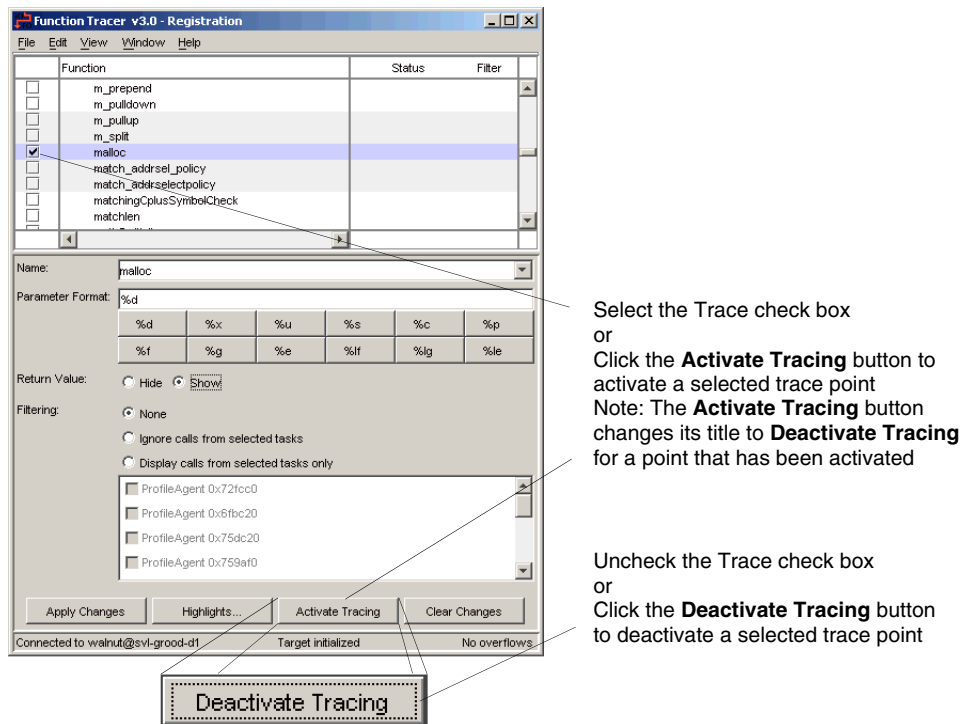 Function Tracer v3.0 - Registration
File Edit View Window Help
Function Status Filter
m_prepend
m_pulldown
m_pullup
m_split
malloc
match_addrsel_policy
match_addrselectpolicy
matchingCplusSymbolCheck
matchlen
Name: malloc
Parameter Format: %d
%d %x %u %s %c %p
%f %g %e %lf %lg %le
Return Value: Hide Show
Filtering: None
Ignore calls from selected tasks
Display calls from selected tasks only
ProfileAgent 0x72fcc0
ProfileAgent 0x6fbc20
ProfileAgent 0x75dc20
ProfileAgent 0x759af0
Apply Changes Highlights... Activate Tracing Clear Changes
Connected to walnut@svl-grood-d1 Target initialized No overflows
Deactivate Tracing
Select the Trace check box
or
Click the Activate Tracing button to
activate a selected trace point
Note: The Activate Tracing button
changes its title to Deactivate Tracing
for a point that has been activated
Uncheck the Trace check box
or
Click the Deactivate Tracing button
to deactivate a selected trace point